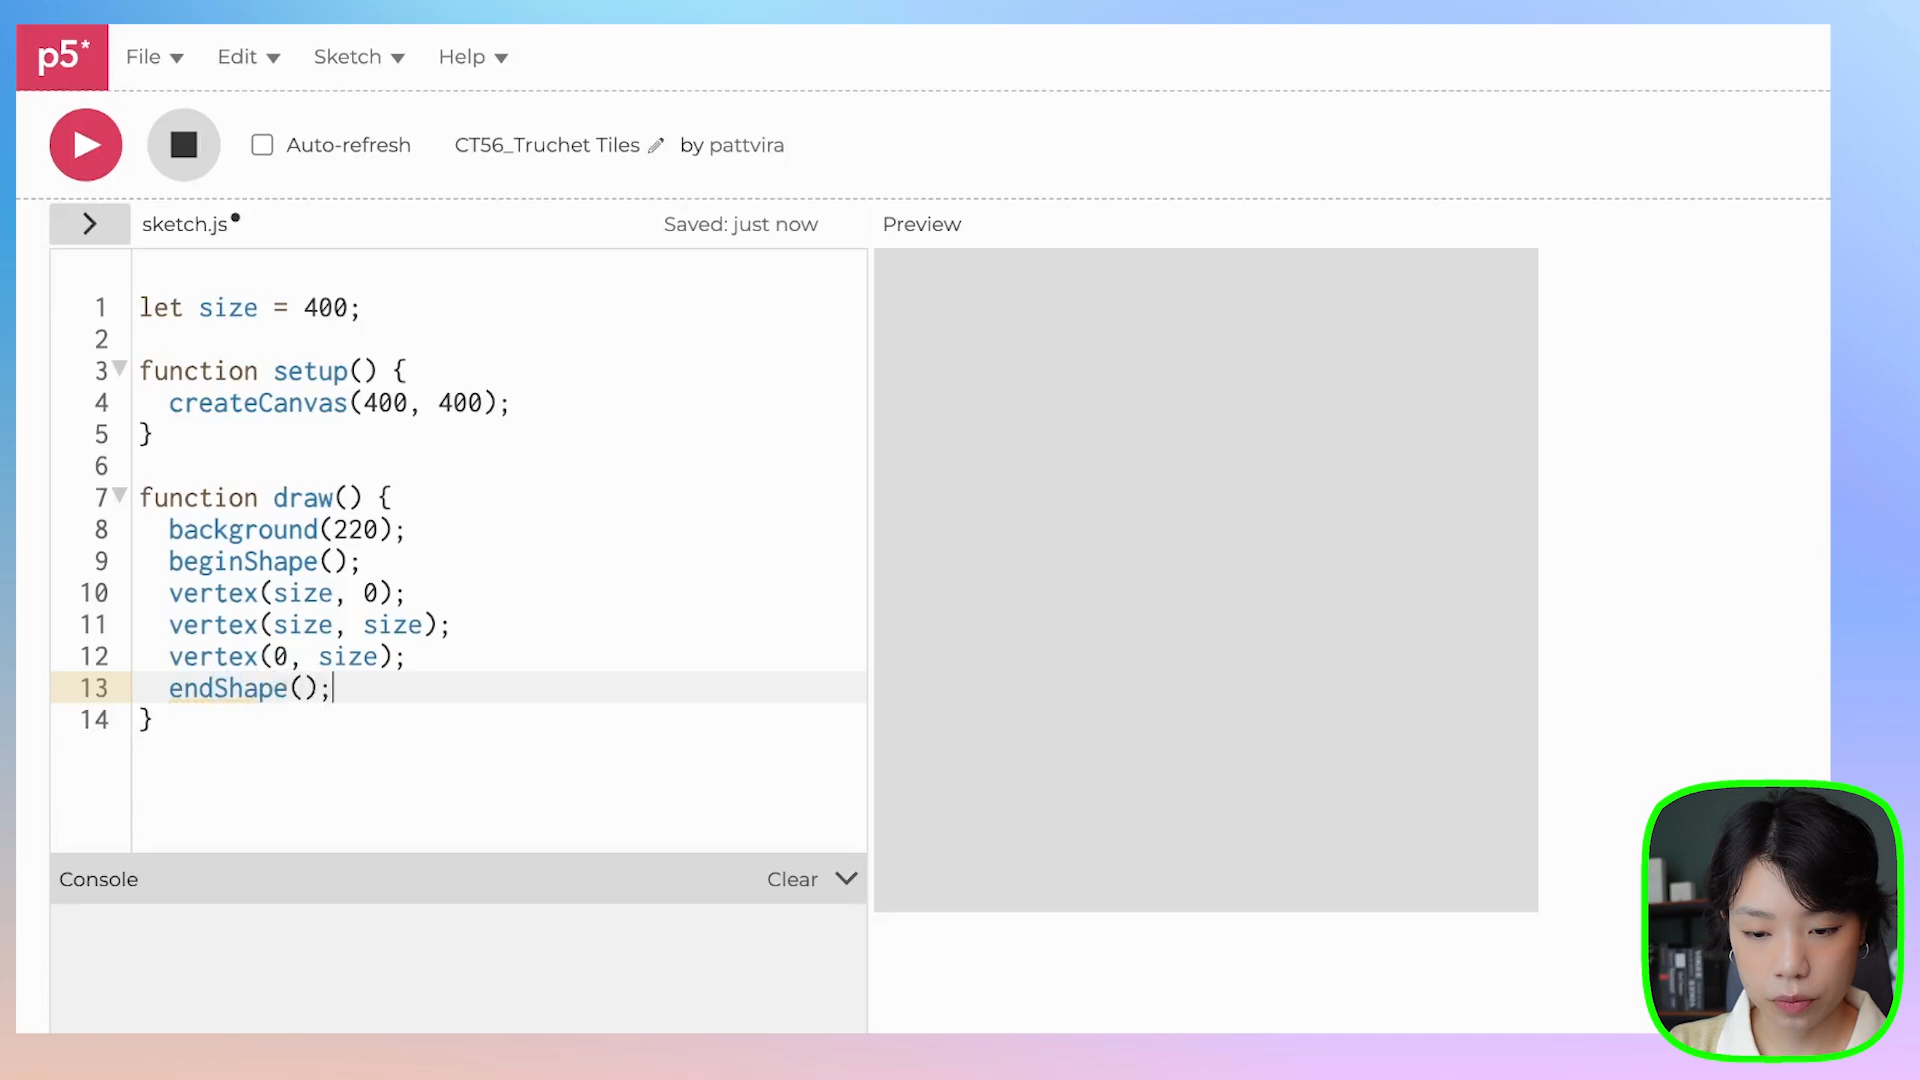 p5* File Edit Sketch Help
Auto-refresh CT56_Truchet Tiles by pattvira
sketch.js Saved: just now Preview
1 let size = 400;
2
3 function setup() {
4 createCanvas(400, 400);
5 }
6
7 function draw() {
8 background(220);
9 beginShape();
10 vertex(size, 0);
11 vertex(size, size);
12 vertex(0, size);
13 endShape();
14 }
Console Clear